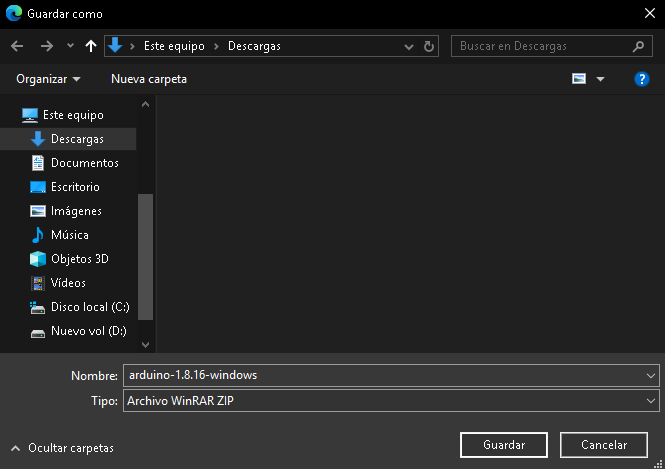 Guardar como
Este equipo > Descargas
Buscar en Descargas
Organizar
Nueva carpeta
?
Este equipo
Descargas
Documentos
Escritorio
Imágenes
Música
Objetos 3D
Vídeos
Disco local (C:)
Nuevo vol (D:)
Nombre: arduino-1.8.16-windows
Tipo: Archivo WinRAR ZIP
Ocultar carpetas
Guardar
Cancelar